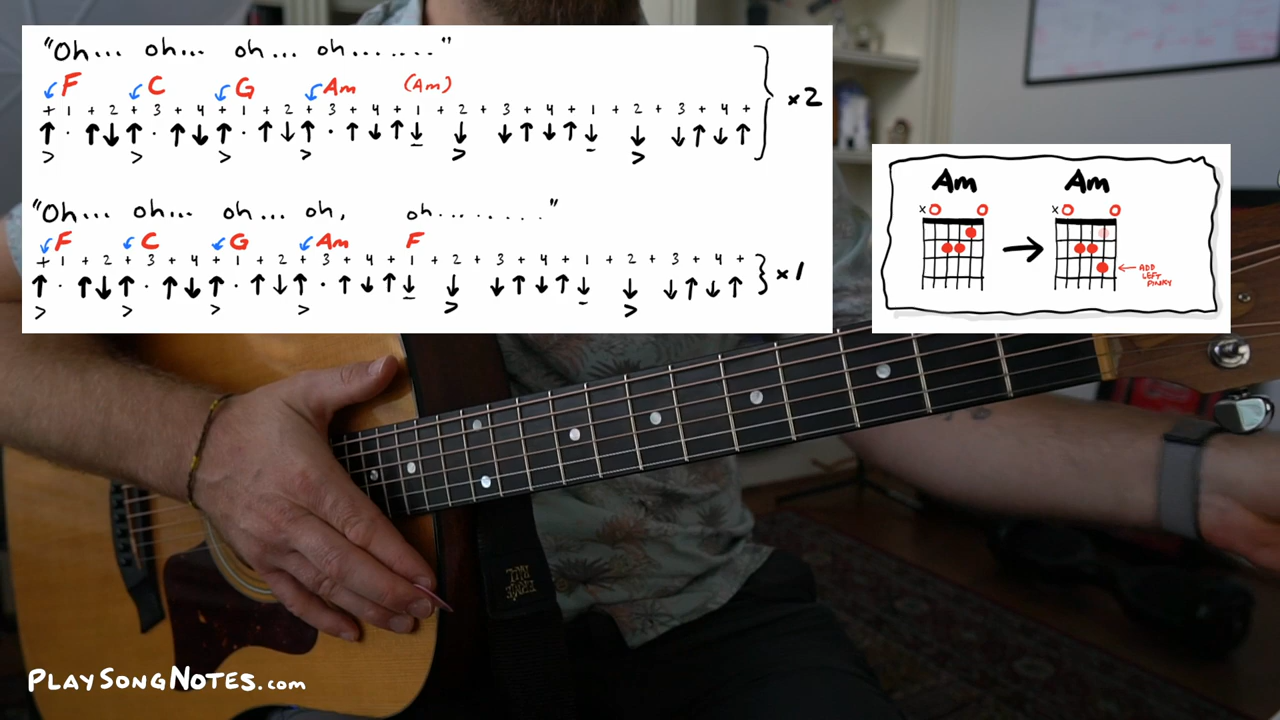 "Oh... oh... oh... oh......."
F C G Am (Am)
+ 1 + 2 + 3 + 4 + 1 + 2 + 3 + 4 + 1 + 2 + 3 + 4 + 1 + 2 + 3 + 4 +
> > > > > >
x2
"Oh... oh... oh... oh, oh........."
F C G Am F
+ 1 + 2 + 3 + 4 + 1 + 2 + 3 + 4 + 1 + 2 + 3 + 4 + 1 + 2 + 3 + 4 +
> > > > > >
x1
Am Am
x o o x o o
ADD
LEFT
PINKY
PLAYSONGNOTES.COM